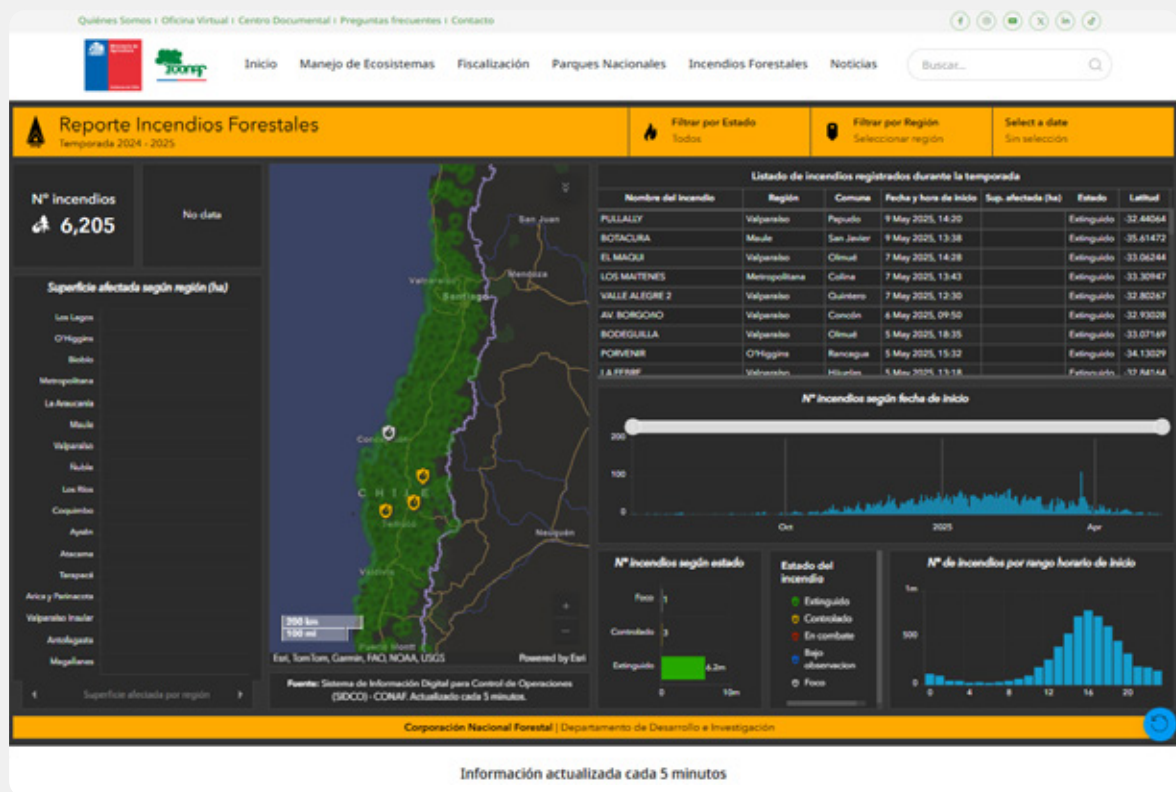 Quiénes Somos | Oficina Virtual | Centro Documental | Preguntas frecuentes | Contacto
CONAF
Inicio Manejo de Ecosistemas Fiscalización Parques Nacionales Incendios Forestales Noticias Buscar...
Reporte Incendios Forestales
Temporada 2024 - 2025
Filtrar por Estado
Todos
Filtrar por Región
Seleccionar región
Select a date
Sin selección
N° incendios
6,205
No data
Superficie afectada según región (ha)
Los Lagos
O'Higgins
Biobío
Metropolitana
La Araucanía
Maule
Valparaíso
Ñuble
Los Ríos
Coquimbo
Aysén
Atacama
Tarapacá
Arica y Parinacota
Valparaíso Insular
Antofagasta
Magallanes
Superficie afectada por región
San Juan
Valparaíso
Mendoza
Santiago
Concepción
CHILE
Temuco
Neuquén
Valdivia
Puerto Montt
200 km
100 mi
Esri, TomTom, Garmin, FAO, NOAA, USGS Powered by Esri
Fuente: Sistema de Información Digital para Control de Operaciones
(SIDCO) - CONAF. Actualizado cada 5 minutos.
Listado de incendios registrados durante la temporada
Nombre del Incendio Región Comuna Fecha y hora de inicio Sup. afectada (ha) Estado Latitud
PULLALLY Valparaíso Papudo 9 May 2025, 14:20 Extinguido -32.44064
BOTACURA Maule San Javier 9 May 2025, 13:38 Extinguido -35.61472
EL MAQUI Valparaíso Olmué 7 May 2025, 14:28 Extinguido -33.06244
LOS MAITENES Metropolitana Colina 7 May 2025, 13:43 Extinguido -33.30947
VALLE ALEGRE 2 Valparaíso Quintero 7 May 2025, 12:30 Extinguido -32.80267
AV. BORGOÑO Valparaíso Concón 6 May 2025, 09:50 Extinguido -32.93028
BODEGUILLA Valparaíso Olmué 5 May 2025, 18:35 Extinguido -33.07169
PORVENIR O'Higgins Rancagua 5 May 2025, 15:32 Extinguido -34.13029
Valparaíso Hijuelas 5 May 2025, 13:18 Extinguido -32.84164
N° incendios según fecha de inicio
200
100
0
Oct 2025 Apr
N° incendios según estado
Foco 1
Controlado 3
Extinguido 6.2m
0 10m
Estado del
incendio
Extinguido
Controlado
En combate
Bajo
observacion
Foco
N° de incendios por rango horario de inicio
1m
500
0
0 4 8 12 16 20
Corporación Nacional Forestal | Departamento de Desarrollo e Investigación
Información actualizada cada 5 minutos